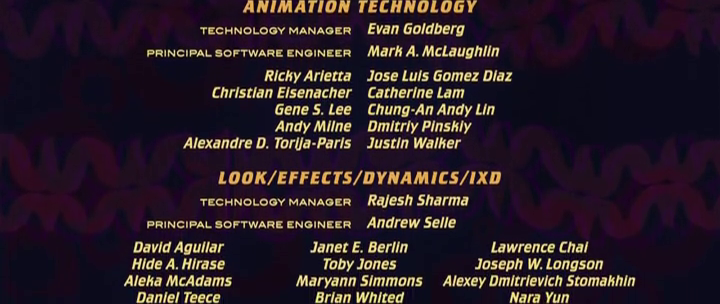 ANIMATION TECHNOLOGY
TECHNOLOGY MANAGER Evan Goldberg
PRINCIPAL SOFTWARE ENGINEER Mark A. McLaughlin
Ricky Arietta Jose Luis Gomez Diaz
Christian Eisenacher Catherine Lam
Gene S. Lee Chung-An Andy Lin
Andy Milne Dmitriy Pinskiy
Alexandre D. Torija-Paris Justin Walker
LOOK/EFFECTS/DYNAMICS/IXD
TECHNOLOGY MANAGER Rajesh Sharma
PRINCIPAL SOFTWARE ENGINEER Andrew Selle
David Aguilar Janet E. Berlin Lawrence Chai
Hide A. Hirase Toby Jones Joseph W. Longson
Aleka McAdams Maryann Simmons Alexey Dmitrievich Stomakhin
Daniel Teece Brian Whited Nara Yun